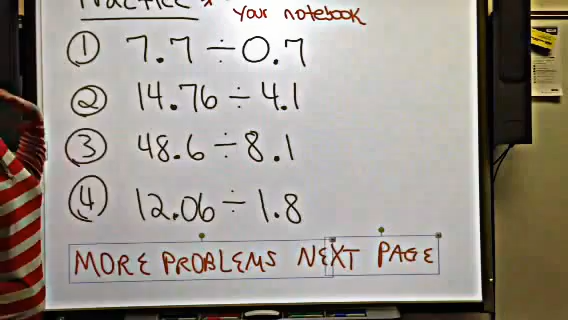 Practice *
your notebook
① 7.7 ÷ 0.7
② 14.76 ÷ 4.1
③ 48.6 ÷ 8.1
④ 12.06 ÷ 1.8
MORE PROBLEMS NEXT PAGE